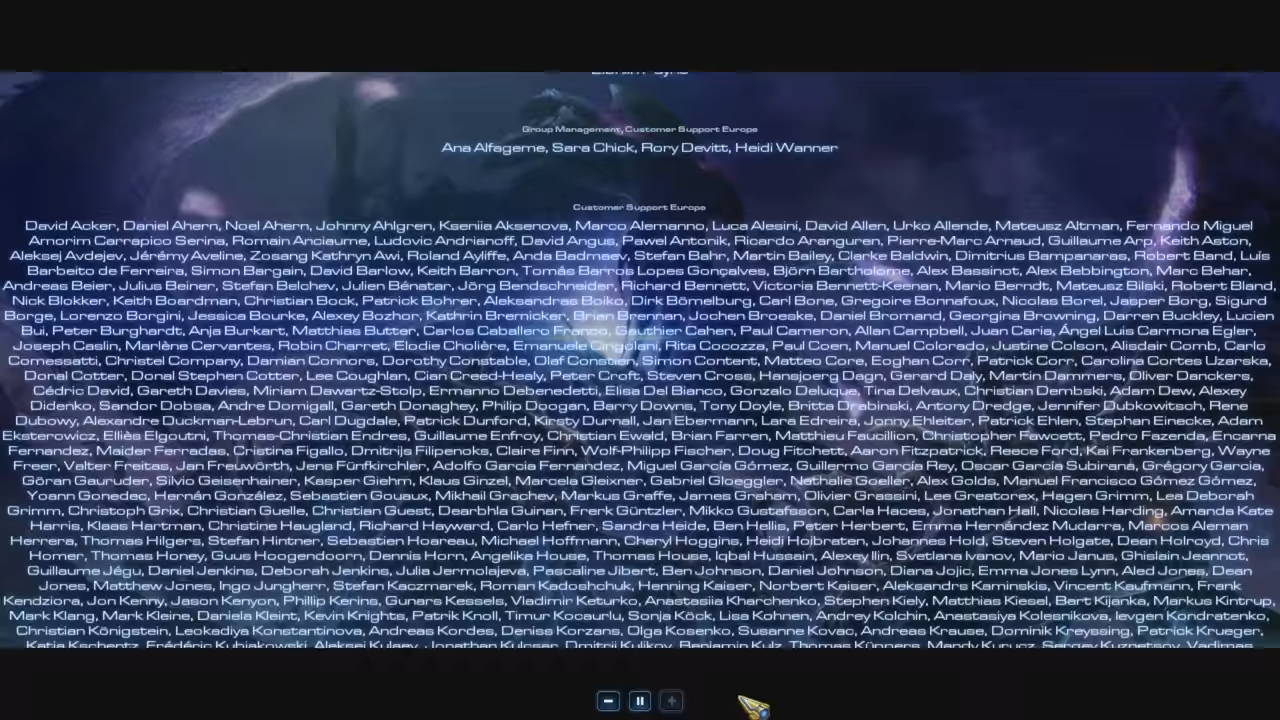 Group Management, Customer Support Europe
Ana Alfageme, Sara Chick, Rory Devitt, Heidi Wanner
Customer Support Europe
David Acker, Daniel Ahern, Noel Ahern, Johnny Ahlgren, Kseniia Aksenova, Marco Alemanno, Luca Alesini, David Allen, Urko Allende, Mateusz Altman, Fernando Miguel
Amorim Carrapico Serina, Romain Anciaume, Ludovic Andrianoff, David Angus, Pawel Antonik, Ricardo Aranguren, Pierre-Marc Arnaud, Guillaume Arp, Keith Aston,
Aleksej Avdejev, Jérémy Aveline, Zosang Kathryn Awi, Roland Ayliffe, Anda Badmaev, Stefan Bahr, Martin Bailey, Clarke Baldwin, Dimitrius Bampanaras, Robert Band, Luís
Barbeito de Ferreira, Simon Bargain, David Barlow, Keith Barron, Tomás Barros Lopes Gonçalves, Björn Bartholome, Alex Bassinot, Alex Bebbington, Marc Behar,
Andreas Beier, Julius Beiner, Stefan Belchev, Julien Bénatar, Jörg Bendschneider, Richard Bennett, Victoria Bennett-Keenan, Mario Berndt, Mateusz Bilski, Robert Bland,
Nick Blokker, Keith Boardman, Christian Bock, Patrick Bohrer, Aleksandras Boiko, Dirk Bömelburg, Carl Bone, Gregoire Bonnafoux, Nicolas Borel, Jasper Borg, Sigurd
Borge, Lorenzo Borgini, Jessica Bourke, Alexey Bozhor, Kathrin Bremicker, Brian Brennan, Jochen Broeske, Daniel Bromand, Georgina Browning, Darren Buckley, Lucien
Bui, Peter Burghardt, Anja Burkart, Matthias Butter, Carlos Caballero Franco, Gauthier Cahen, Paul Cameron, Allan Campbell, Juan Caria, Ángel Luis Carmona Egler,
Joseph Caslin, Marlène Cervantes, Robin Charret, Elodie Cholière, Emanuele Cingolani, Rita Cocozza, Paul Coen, Manuel Colorado, Justine Colson, Alisdair Comb, Carlo
Comessatti, Christel Company, Damian Connors, Dorothy Constable, Olaf Constien, Simon Content, Matteo Core, Eoghan Corr, Patrick Corr, Carolina Cortes Uzarska,
Donal Cotter, Donal Stephen Cotter, Lee Coughlan, Cian Creed-Healy, Peter Croft, Steven Cross, Hansjoerg Dagn, Gerard Daly, Martin Dammers, Oliver Danckers,
Cédric David, Gareth Davies, Miriam Dawartz-Stolp, Ermanno Debenedetti, Elisa Del Bianco, Gonzalo Deluque, Tina Delvaux, Christian Dembski, Adam Dew, Alexey
Didenko, Sandor Dobsa, Andre Domigall, Gareth Donaghey, Philip Doogan, Barry Downs, Tony Doyle, Britta Drabinski, Antony Dredge, Jennifer Dubkowitsch, Rene
Dubowy, Alexandre Duckman-Lebrun, Carl Dugdale, Patrick Dunford, Kirsty Durnall, Jan Ebermann, Lara Edreira, Jonny Ehleiter, Patrick Ehlen, Stephan Einecke, Adam
Eksterowicz, Elliès Elgoutni, Thomas-Christian Endres, Guillaume Enfroy, Christian Ewald, Brian Farren, Matthieu Faucillion, Christopher Fawcett, Pedro Fazenda, Encarna
Fernandez, Maider Ferradas, Cristina Figallo, Dmitrijs Filipenoks, Claire Finn, Wolf-Philipp Fischer, Doug Fitchett, Aaron Fitzpatrick, Reece Ford, Kai Frankenberg, Wayne
Freer, Valter Freitas, Jan Freuwörth, Jens Fünfkirchler, Adolfo Garcia Fernandez, Miguel García Gómez, Guillermo García Rey, Oscar García Subirana, Grégory Garcia,
Göran Gauruder, Silvio Geisenhainer, Kasper Giehm, Klaus Ginzel, Marcela Gleixner, Gabriel Gloeggler, Nathalie Goeller, Alex Golds, Manuel Francisco Gómez Gómez,
Yoann Gonedec, Hernán González, Sebastien Gouaux, Mikhail Grachev, Markus Graffe, James Graham, Olivier Grassini, Lee Greatorex, Hagen Grimm, Lea Deborah
Grimm, Christoph Grix, Christian Guelle, Christian Guest, Dearbhla Guinan, Frerk Güntzler, Mikko Gustafsson, Carla Haces, Jonathan Hall, Nicolas Harding, Amanda Kate
Harris, Klaas Hartman, Christine Haugland, Richard Hayward, Carlo Hefner, Sandra Heide, Ben Hellis, Peter Herbert, Emma Hernández Mudarra, Marcos Aleman
Herrera, Thomas Hilgers, Stefan Hintner, Sebastien Hoareau, Michael Hoffmann, Cheryl Hoggins, Heidi Hojbraten, Johannes Hold, Steven Holgate, Dean Holroyd, Chris
Homer, Thomas Honey, Guus Hoogendoorn, Dennis Horn, Angelika House, Thomas House, Iqbal Hussain, Alexey Ilin, Svetlana Ivanov, Mario Janus, Ghislain Jeannot,
Guillaume Jégu, Daniel Jenkins, Deborah Jenkins, Julia Jermolajeva, Pascaline Jibert, Ben Johnson, Daniel Johnson, Diana Jojic, Emma Jones Lynn, Aled Jones, Dean
Jones, Matthew Jones, Ingo Jungherr, Stefan Kaczmarek, Roman Kadoshchuk, Henning Kaiser, Norbert Kaiser, Aleksandrs Kaminskis, Vincent Kaufmann, Frank
Kendziora, Jon Kenny, Jason Kenyon, Phillip Kerins, Gunars Kessels, Vladimir Keturko, Anastasiia Kharchenko, Stephen Kiely, Matthias Kiesel, Bert Kijanka, Markus Kintrup,
Mark Klang, Mark Kleine, Daniela Kleint, Kevin Knights, Patrik Knoll, Timur Kocaurlu, Sonja Köck, Lisa Kohnen, Andrey Kolchin, Anastasiya Kolesnikova, Ievgen Kondratenko,
Christian Königstein, Leokadiya Konstantinova, Andreas Kordes, Deniss Korzans, Olga Kosenko, Susanne Kovac, Andreas Krause, Dominik Kreyssing, Patrick Krueger,
Katja Kschentz, Frédéric Kubiakowski, Aleksej Kulaev, Jonathan Kulcsar, Dmitrii Kulikov, Benjamin Kulz, Thomas Küppers, Mandy Kurucz, Sergey Kuznetsov, Vadimas